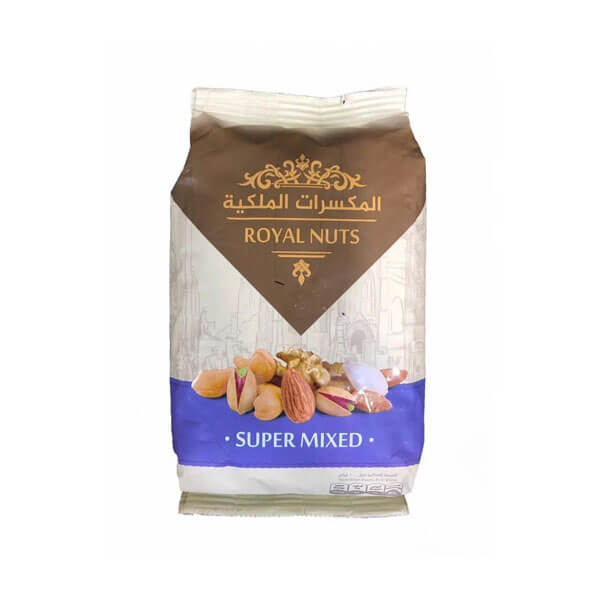 المكسرات الملكية
ROYAL NUTS
• SUPER MIXED •